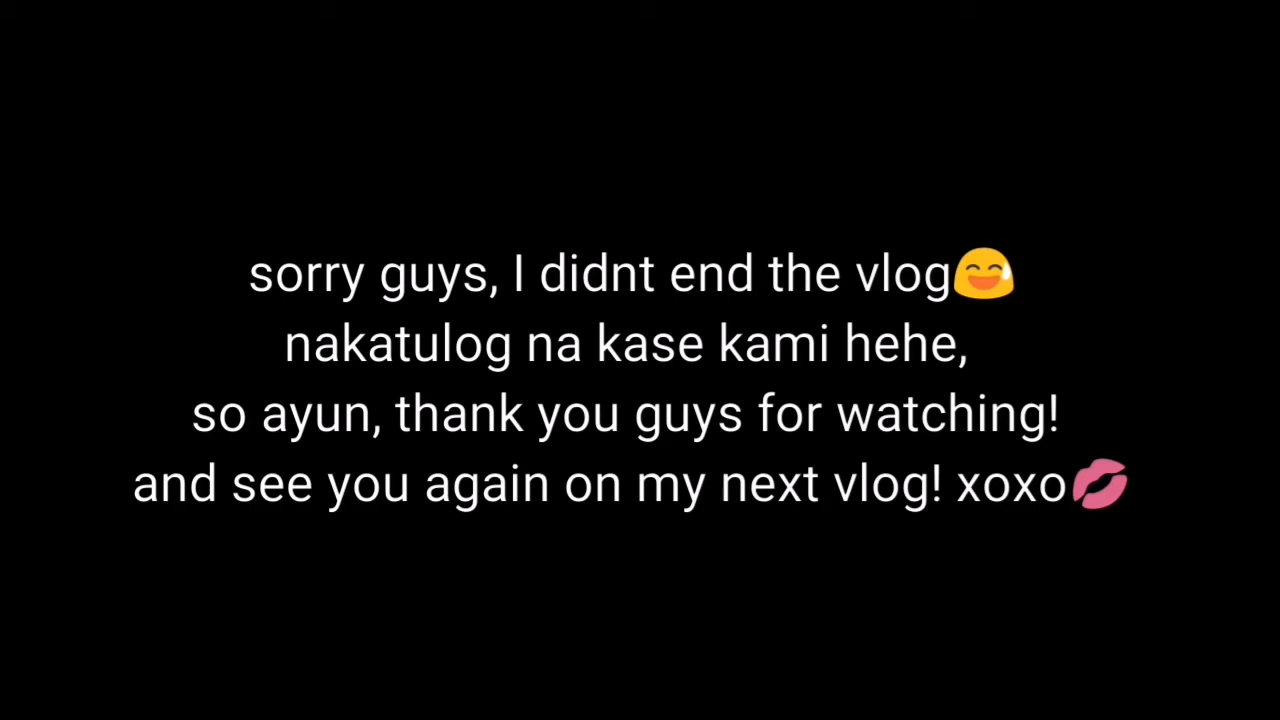 sorry guys, I didnt end the vlog😅
nakatulog na kase kami hehe,
so ayun, thank you guys for watching!
and see you again on my next vlog! xoxo💋